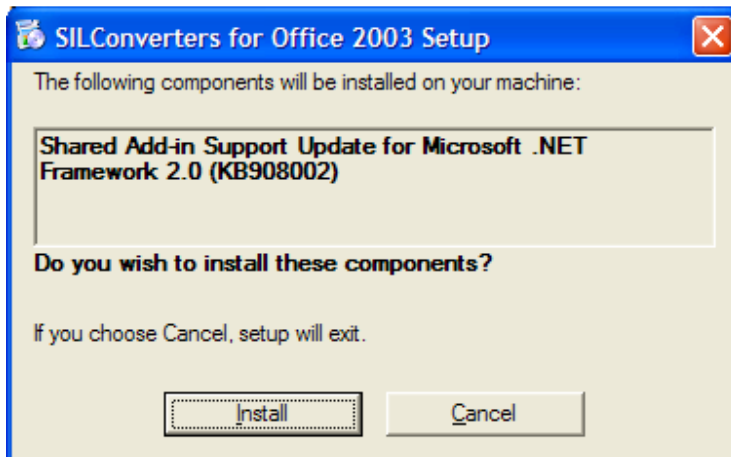 SILConverters for Office 2003 Setup
The following components will be installed on your machine:
Shared Add-in Support Update for Microsoft .NET
Framework 2.0 (KB908002)
Do you wish to install these components?
If you choose Cancel, setup will exit.
Install
Cancel